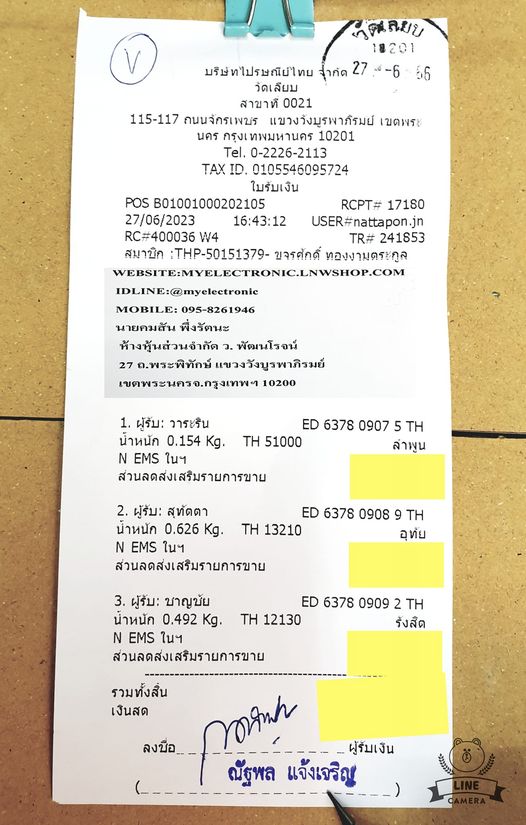 V
วัดเลียบ
10201
27 -6 66
บริษัทไปรษณีย์ไทย จำกัด
วัดเลียบ
สาขาที่ 0021
115-117 ถนนจักรเพชร แขวงวังบูรพาภิรมย์ เขตพระ
นคร กรุงเทพมหานคร 10201
Tel. 0-2226-2113
TAX ID. 0105546095724
ใบรับเงิน
POS B01001000202105 RCPT# 17180
27/06/2023 16:43:12 USER#nattapon.jn
RC#400036 W4 TR# 241853
สมาชิก :THP-50151379- ขจรศักดิ์ ทองงามตระกูล
WEBSITE:MYELECTRONIC.LNWSHOP.COM
IDLINE:@myelectronic
MOBILE: 095-8261946
นายคมสัน พึ่งรัตนะ
ห้างหุ้นส่วนจำกัด ว. พัฒนโรจน์
27 ถ.พระพิทักษ์ แขวงวังบูรพาภิรมย์
เขตพระนครจ.กรุงเทพฯ 10200
1. ผู้รับ: วาระริน ED 6378 0907 5 TH
น้ำหนัก 0.154 Kg. TH 51000 ลำพูน
N EMS ในฯ
ส่วนลดส่งเสริมรายการขาย
2. ผู้รับ: สุทัตตา ED 6378 0908 9 TH
น้ำหนัก 0.626 Kg. TH 13210 อุทัย
N EMS ในฯ
ส่วนลดส่งเสริมรายการขาย
3. ผู้รับ: ชาญชัย ED 6378 0909 2 TH
น้ำหนัก 0.492 Kg. TH 12130 รังสิต
N EMS ในฯ
ส่วนลดส่งเสริมรายการขาย
รวมทั้งสิ้น
เงินสด
ลงชื่อ ผู้รับเงิน
ณัฐพล แจ้งเจริญ
( )
LINE
CAMERA